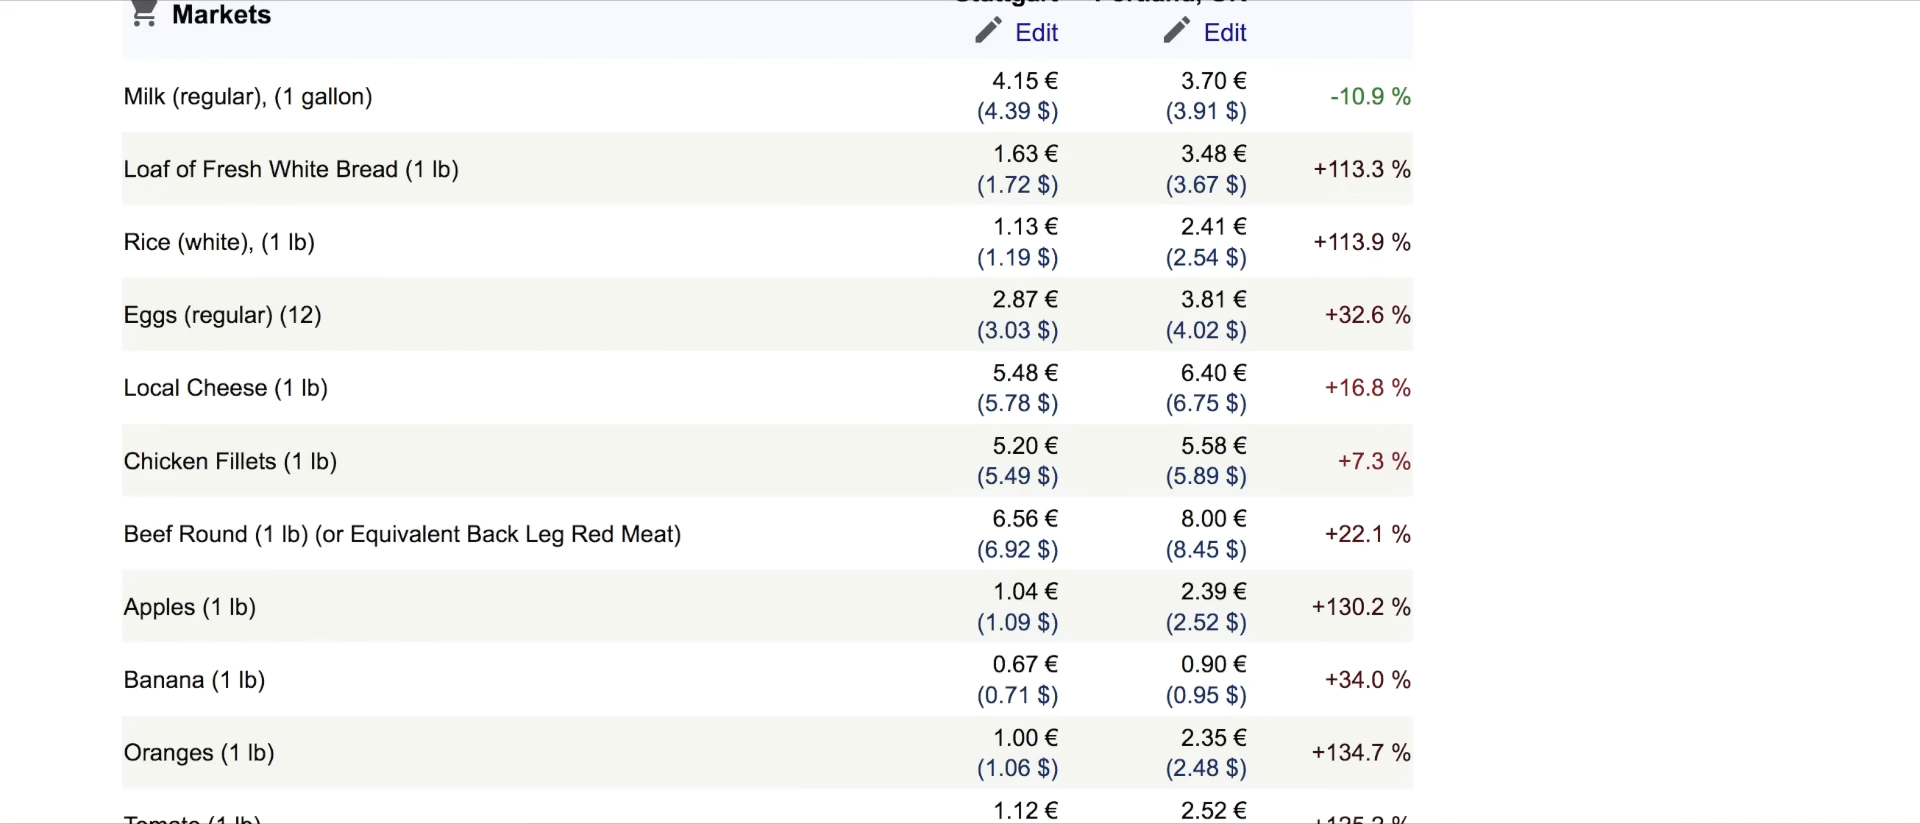 Markets
Stuttgart Portland, OR
Edit Edit
Milk (regular), (1 gallon) 4.15 € (4.39 $) 3.70 € (3.91 $) -10.9 %
Loaf of Fresh White Bread (1 lb) 1.63 € (1.72 $) 3.48 € (3.67 $) +113.3 %
Rice (white), (1 lb) 1.13 € (1.19 $) 2.41 € (2.54 $) +113.9 %
Eggs (regular) (12) 2.87 € (3.03 $) 3.81 € (4.02 $) +32.6 %
Local Cheese (1 lb) 5.48 € (5.78 $) 6.40 € (6.75 $) +16.8 %
Chicken Fillets (1 lb) 5.20 € (5.49 $) 5.58 € (5.89 $) +7.3 %
Beef Round (1 lb) (or Equivalent Back Leg Red Meat) 6.56 € (6.92 $) 8.00 € (8.45 $) +22.1 %
Apples (1 lb) 1.04 € (1.09 $) 2.39 € (2.52 $) +130.2 %
Banana (1 lb) 0.67 € (0.71 $) 0.90 € (0.95 $) +34.0 %
Oranges (1 lb) 1.00 € (1.06 $) 2.35 € (2.48 $) +134.7 %
Tomato (1 lb) 1.12 € 2.52 €